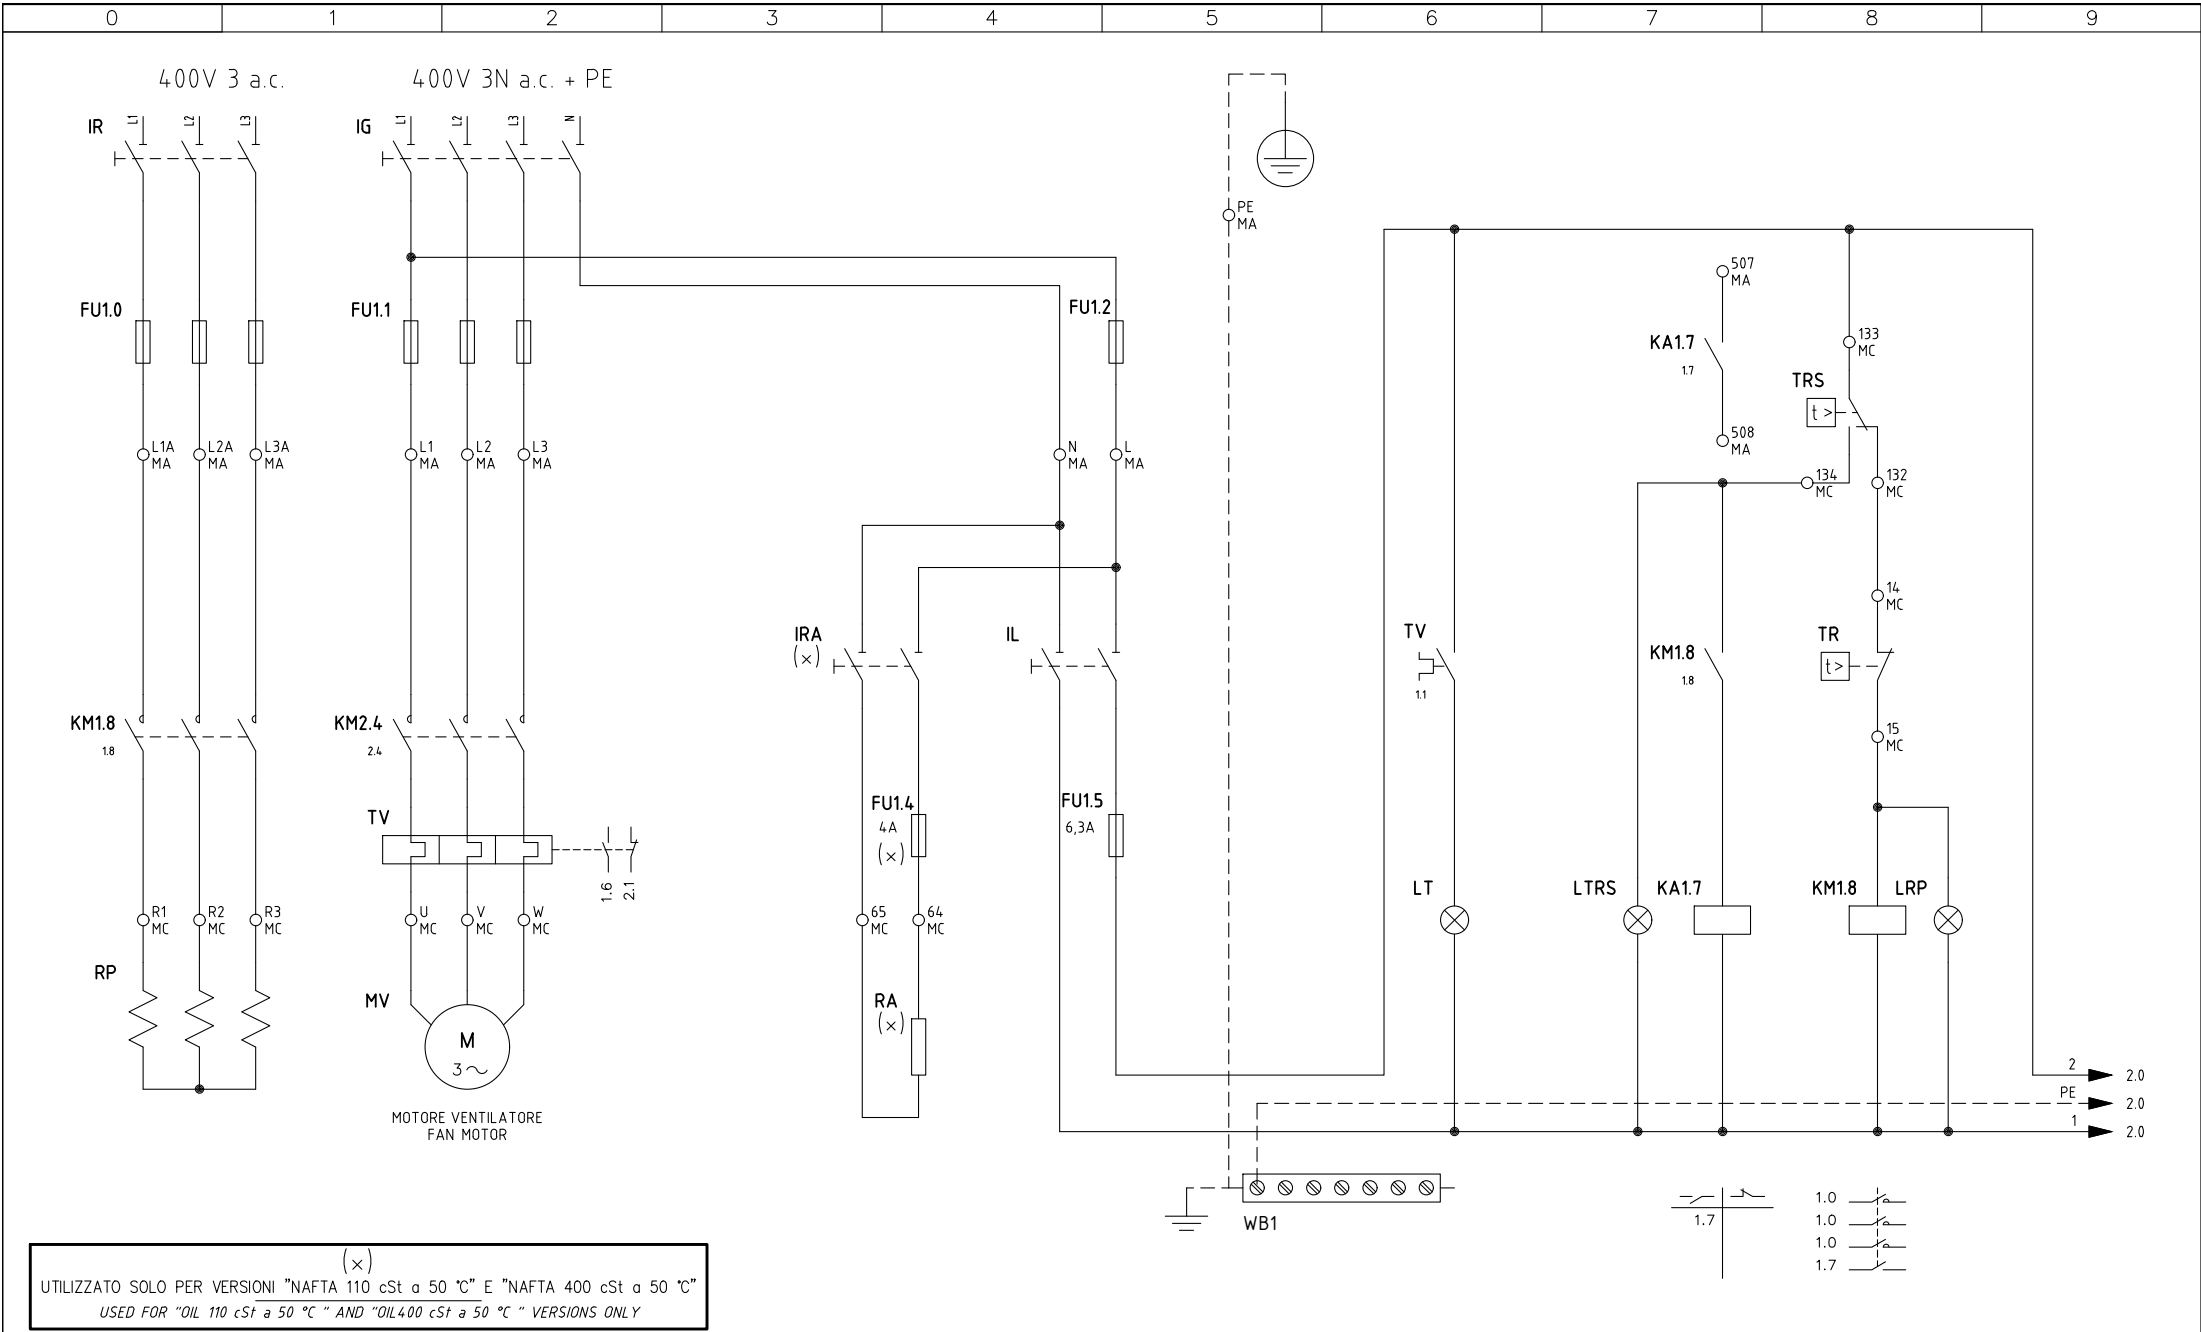 0 1 2 3 4 5 6 7 8 9
400V 3 a.c.
400V 3N a.c. + PE
IR
L1
L2
L3
IG
L1
L2
L3
N
PE
MA
FU1.0
FU1.1
FU1.2
507
MA
KA1.7
1.7
508
MA
133
MC
TRS
t >
L1A
MA
L2A
MA
L3A
MA
L1
MA
L2
MA
L3
MA
N
MA
L
MA
134
MC
132
MC
14
MC
IRA
(×)
IL
TV
1.1
KM1.8
1.8
TR
t>
15
MC
KM1.8
1.8
KM2.4
2.4
TV
1.6
2.1
FU1.4
4A
(×)
FU1.5
6,3A
R1
MC
R2
MC
R3
MC
U
MC
V
MC
W
MC
65
MC
64
MC
LT
LTRS
KA1.7
KM1.8
LRP
RP
MV
M
3~
RA
(×)
MOTORE VENTILATORE
FAN MOTOR
2
2.0
PE
2.0
1
2.0
WB1
1.7
1.0
1.0
1.0
1.7
(×)
UTILIZZATO SOLO PER VERSIONI "NAFTA 110 cSt a 50 °C" E "NAFTA 400 cSt a 50 °C"
USED FOR "OIL 110 cSt a 50 °C " AND "OIL400 cSt a 50 °C " VERSIONS ONLY